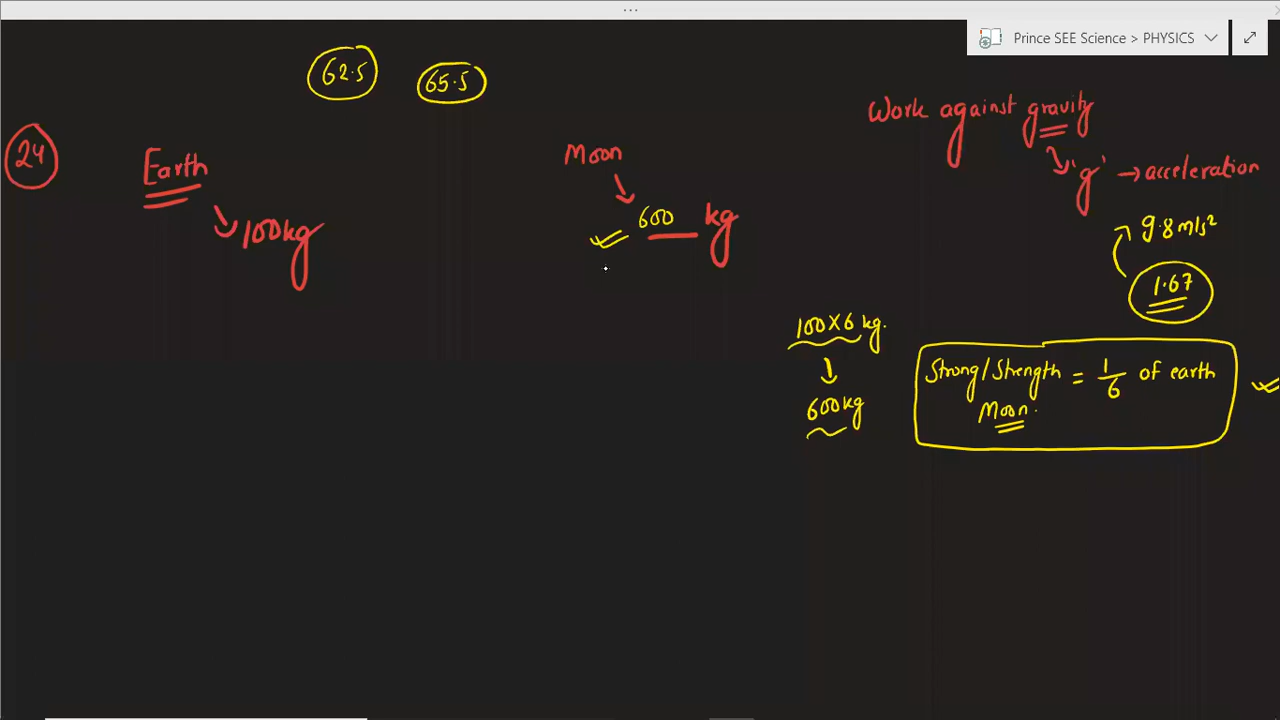 Prince SEE Science > PHYSICS
62.5 65.5
Work against gravity
'g' → acceleration
9.8 m/s²
1.67
24
Earth
100kg
Moon
600 kg
100×6 kg.
600kg
Strong/Strength = 1/6 of earth
Moon.